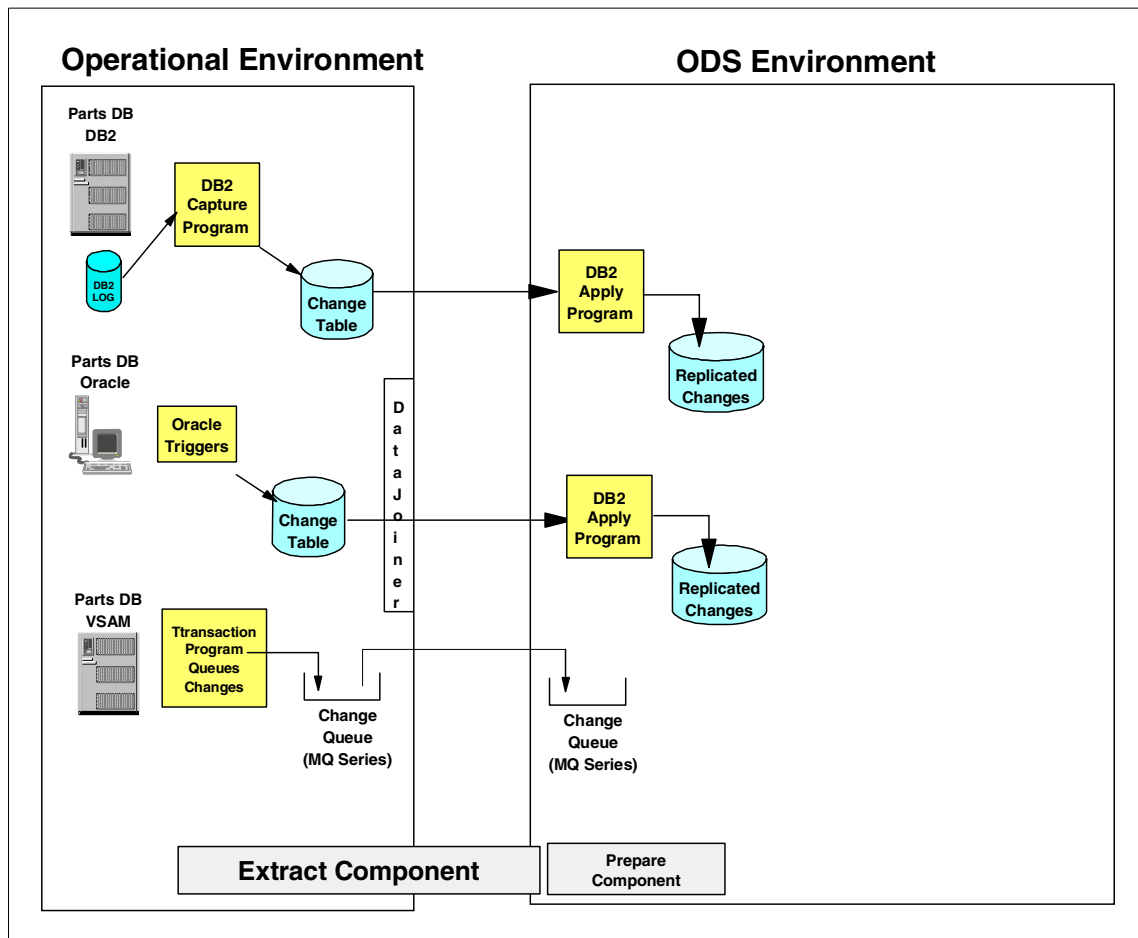 Operational Environment
ODS Environment
Parts DB
DB2
DB2
Capture
Program
DB2
LOG
Change
Table
DB2
Apply
Program
Replicated
Changes
Parts DB
Oracle
Oracle
Triggers
Change
Table
DataJoiner
DB2
Apply
Program
Replicated
Changes
Parts DB
VSAM
Ttransaction
Program
Queues
Changes
Change
Queue
(MQ Series)
Change
Queue
(MQ Series)
Extract Component
Prepare
Component